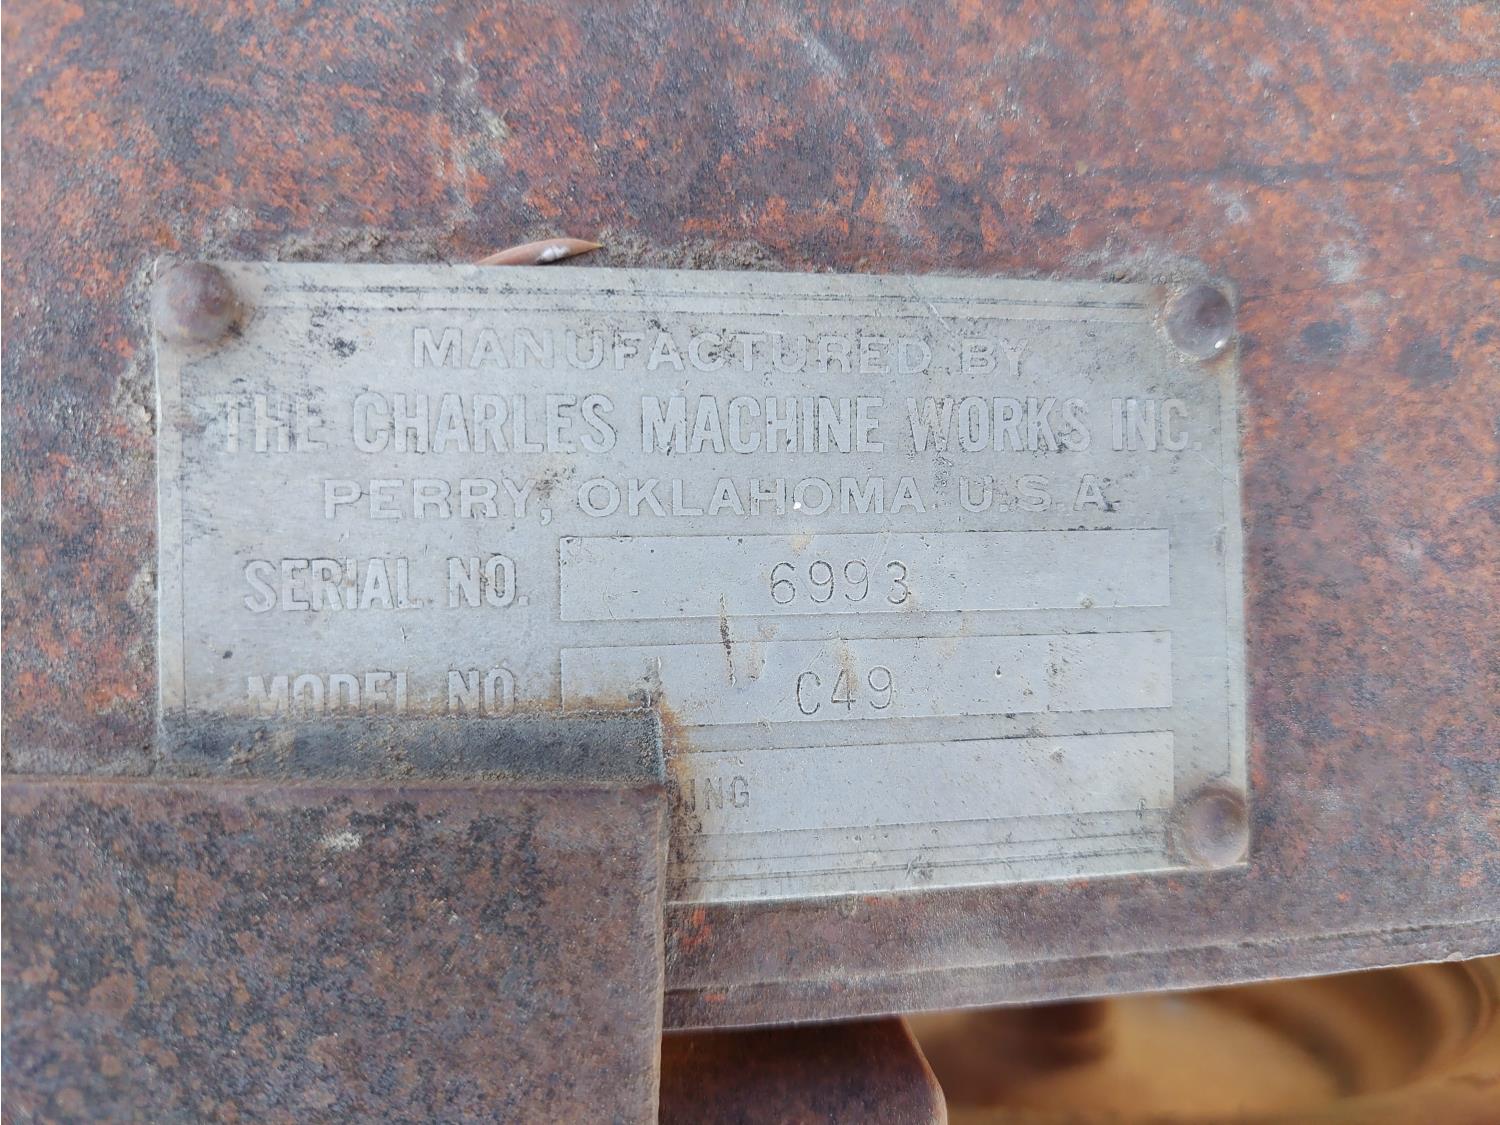 MANUFACTURED BY
THE CHARLES MACHINE WORKS INC.
PERRY, OKLAHOMA U.S.A.
SERIAL NO. 6993
MODEL NO. C49